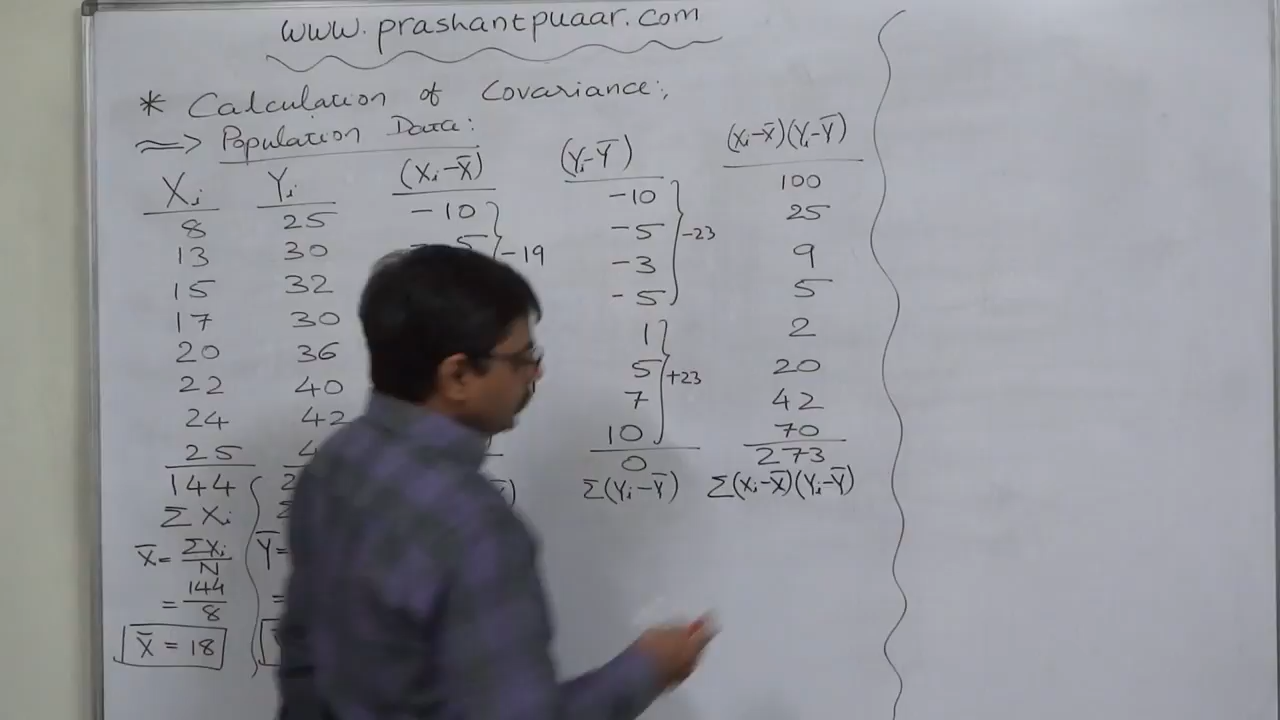 www.prashantpuaar.com
* Calculation of Covariance:,
⇒ Population Data:
Xi Yi (Xi-X̄) (Yi-Ȳ) (Xi-X̄)(Yi-Ȳ)
8 25 -10 -10 100
13 30 -5 -5 25
15 32 -3 9
17 30 -5 5
20 36 1 2
22 40 5 20
24 42 7 42
25 10 70
-19 -23 +23
144 0 273
ΣXi Σ(Yi-Ȳ) Σ(Xi-X̄)(Yi-Ȳ)
X̄ = ΣXi/N Ȳ=
= 144/8 =
X̄ = 18